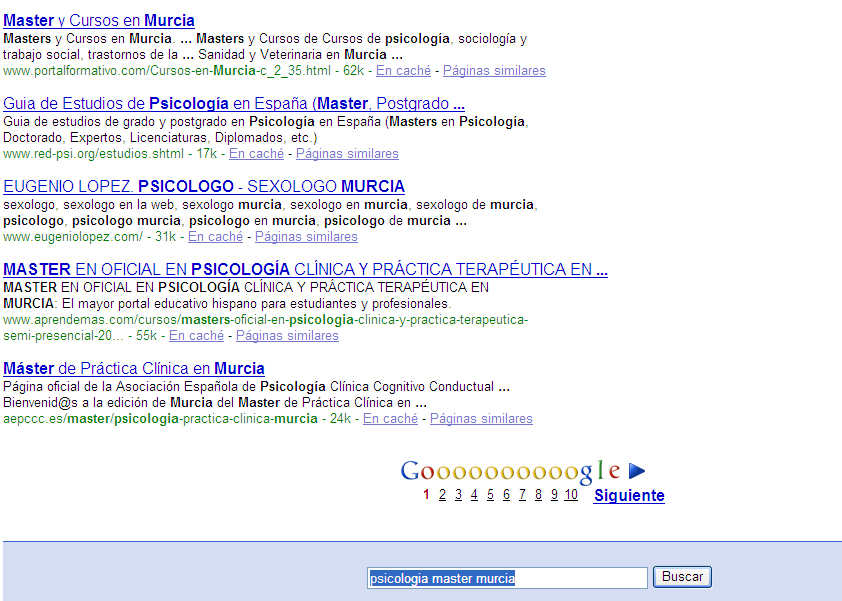 Master y Cursos en Murcia
Masters y Cursos en Murcia. ... Masters y Cursos de Cursos de psicología, sociología y
trabajo social, trastornos de la ... Sanidad y Veterinaria en Murcia ...
www.portalformativo.com/Cursos-en-Murcia-c_2_35.html - 62k - En caché - Páginas similares
Guia de Estudios de Psicología en España (Master, Postgrado ...
Guia de estudios de grado y postgrado en Psicología en España (Masters en Psicología,
Doctorado, Expertos, Licenciaturas, Diplomados, etc.)
www.red-psi.org/estudios.shtml - 17k - En caché - Páginas similares
EUGENIO LOPEZ. PSICOLOGO - SEXOLOGO MURCIA
sexologo, sexologo en la web, sexologo murcia, sexologo en murcia, sexologo de murcia,
psicologo, psicologo murcia, psicologo en murcia, psicologo de murcia ...
www.eugeniolopez.com/ - 31k - En caché - Páginas similares
MASTER EN OFICIAL EN PSICOLOGÍA CLÍNICA Y PRÁCTICA TERAPÉUTICA EN ...
MASTER EN OFICIAL EN PSICOLOGÍA CLÍNICA Y PRÁCTICA TERAPÉUTICA EN
MURCIA: El mayor portal educativo hispano para estudiantes y profesionales.
www.aprendemas.com/cursos/masters-oficial-en-psicologia-clinica-y-practica-terapeutica-
semi-presencial-20... - 55k - En caché - Páginas similares
Máster de Práctica Clínica en Murcia
Página oficial de la Asociación Española de Psicología Clínica Cognitivo Conductual ...
Bienvenid@s a la edición de Murcia del Master de Práctica Clínica en ...
aepccc.es/master/psicologia-practica-clinica-murcia - 24k - En caché - Páginas similares
Goooooooooogle
1 2 3 4 5 6 7 8 9 10 Siguiente
psicologia master murcia Buscar